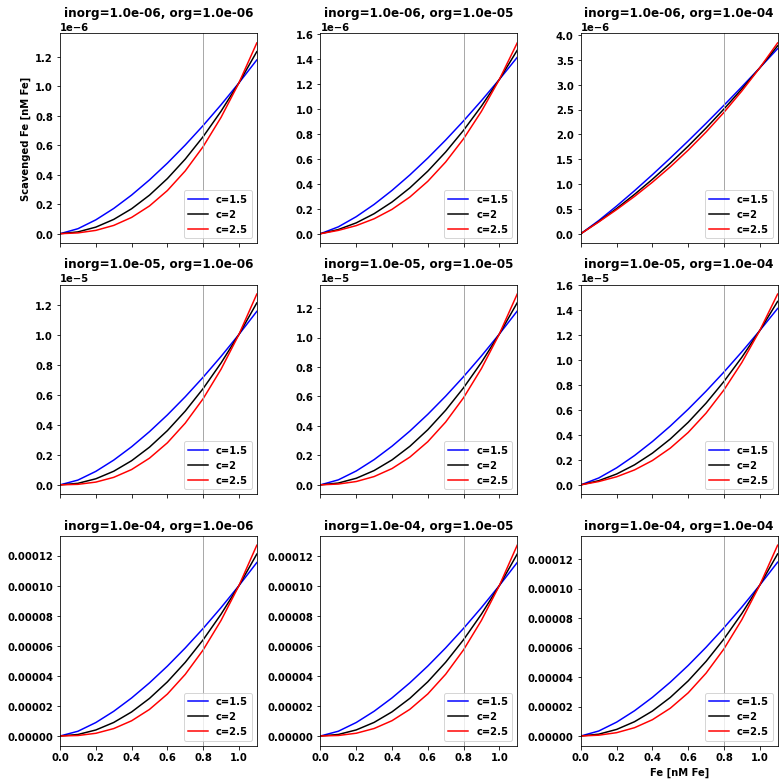 inorg=1.0e-06, org=1.0e-06
1e−6
Scavenged Fe [nM Fe]
1.2
1.0
0.8
0.6
0.4
0.2
0.0
c=1.5
c=2
c=2.5
inorg=1.0e-06, org=1.0e-05
1e−6
1.6
1.4
1.2
1.0
0.8
0.6
0.4
0.2
0.0
c=1.5
c=2
c=2.5
inorg=1.0e-06, org=1.0e-04
1e−6
4.0
3.5
3.0
2.5
2.0
1.5
1.0
0.5
0.0
c=1.5
c=2
c=2.5
inorg=1.0e-05, org=1.0e-06
1e−5
1.2
1.0
0.8
0.6
0.4
0.2
0.0
c=1.5
c=2
c=2.5
inorg=1.0e-05, org=1.0e-05
1e−5
1.2
1.0
0.8
0.6
0.4
0.2
0.0
c=1.5
c=2
c=2.5
inorg=1.0e-05, org=1.0e-04
1e−5
1.6
1.4
1.2
1.0
0.8
0.6
0.4
0.2
0.0
c=1.5
c=2
c=2.5
inorg=1.0e-04, org=1.0e-06
0.00012
0.00010
0.00008
0.00006
0.00004
0.00002
0.00000
c=1.5
c=2
c=2.5
0.0 0.2 0.4 0.6 0.8 1.0
inorg=1.0e-04, org=1.0e-05
0.00012
0.00010
0.00008
0.00006
0.00004
0.00002
0.00000
c=1.5
c=2
c=2.5
0.0 0.2 0.4 0.6 0.8 1.0
inorg=1.0e-04, org=1.0e-04
0.00012
0.00010
0.00008
0.00006
0.00004
0.00002
0.00000
c=1.5
c=2
c=2.5
0.0 0.2 0.4 0.6 0.8 1.0
Fe [nM Fe]